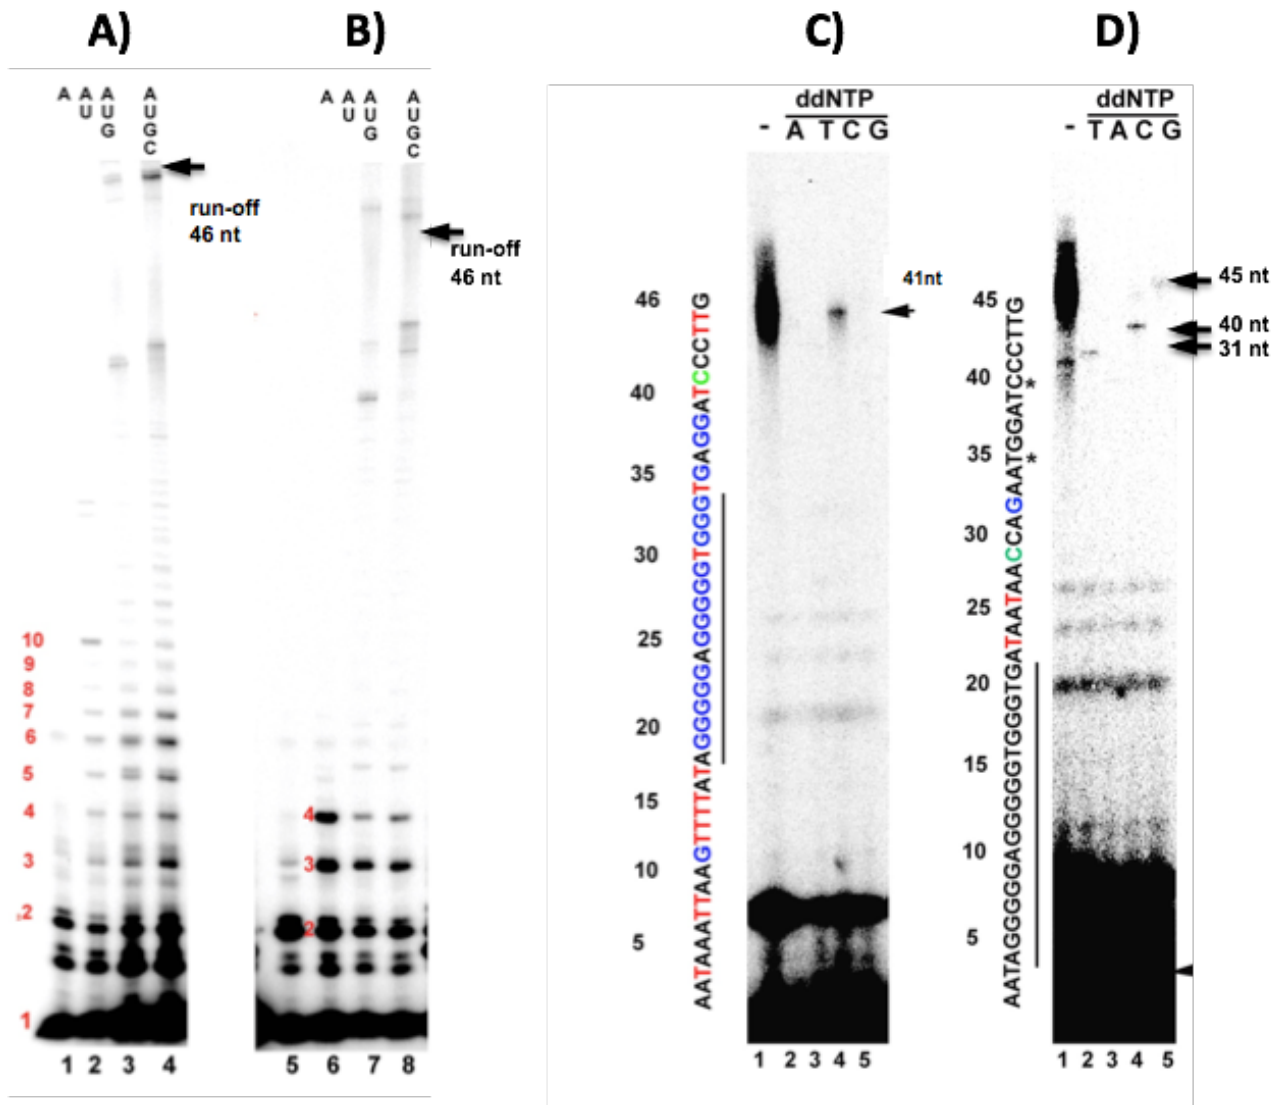 A)
B)
C)
D)
A
A
U
A
U
G
A
U
G
C
A
A
U
A
U
G
A
U
G
C
run-off
46 nt
run-off
46 nt
10
9
8
7
6
5
4
3
2
1
4
3
2
1 2 3 4
5 6 7 8
ddNTP
- A T C G
41nt
46
40
35
30
25
20
15
10
5
AATAAATTAAGTTTTATAGGGGGAGGGGGTGGGTGAGGATCCCTTG
1 2 3 4 5
ddNTP
- T A C G
45 nt
40 nt
31 nt
45
40
35
30
25
20
15
10
5
AATAGGGGGAGGGGGTGGGTGATAATAACCAGAATGGATCCCTTG
*
*
1 2 3 4 5